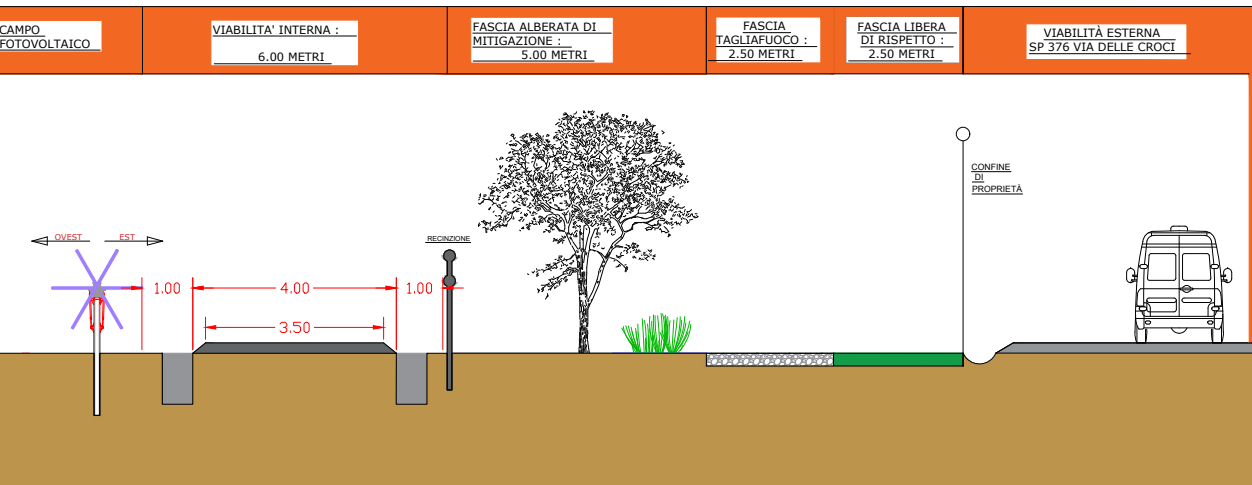 CAMPO
FOTOVOLTAICO
VIABILITA' INTERNA :
6.00 METRI
FASCIA ALBERATA DI
MITIGAZIONE :
5.00 METRI
FASCIA
TAGLIAFUOCO :
2.50 METRI
FASCIA LIBERA
DI RISPETTO :
2.50 METRI
VIABILITÀ ESTERNA
SP 376 VIA DELLE CROCI
CONFINE
DI
PROPRIETÀ
OVEST EST
RECINZIONE
1.00 4.00 1.00
3.50